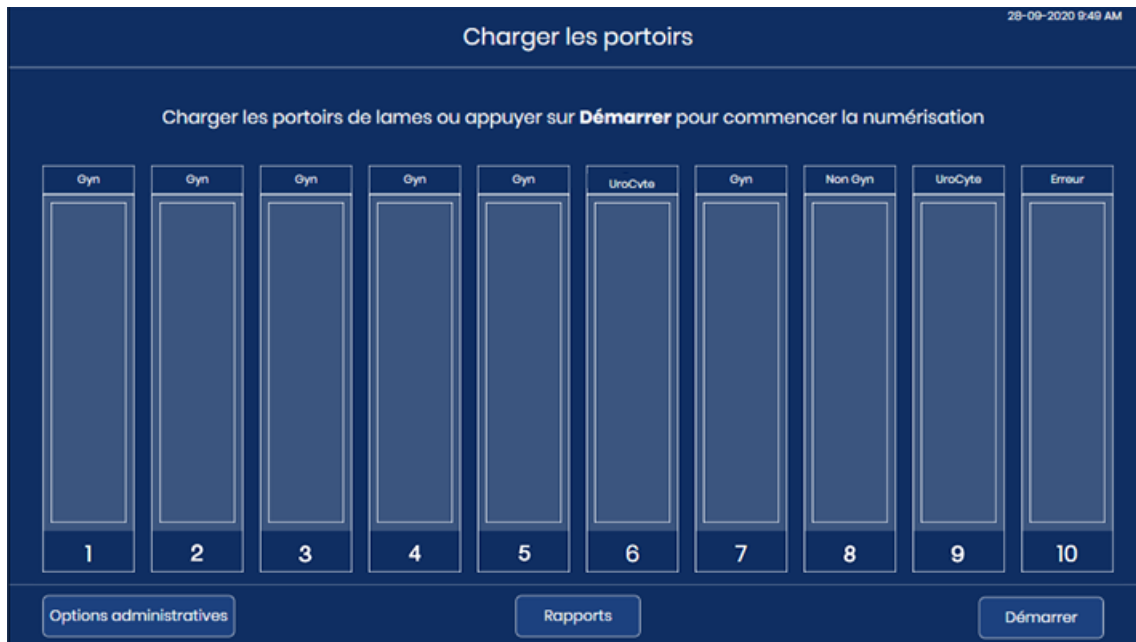 28-09-2020 9:49 AM
Charger les portoirs
Charger les portoirs de lames ou appuyer sur Démarrer pour commencer la numérisation
Gyn Gyn Gyn Gyn Gyn UroCyte Gyn Non Gyn UroCyte Erreur
1 2 3 4 5 6 7 8 9 10
Options administratives Rapports Démarrer